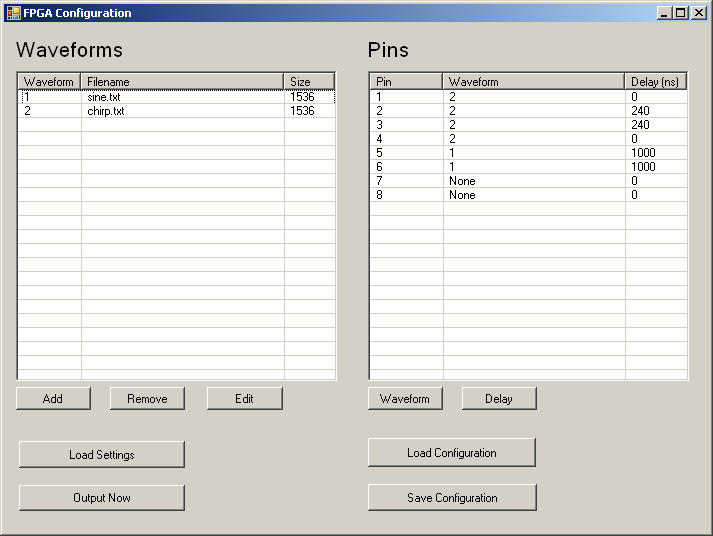 FPGA Configuration
Waveforms
Waveform Filename Size
1 sine.txt 1536
2 chirp.txt 1536
Add Remove Edit
Load Settings
Output Now
Pins
Pin Waveform Delay (ns)
1 2 0
2 2 240
3 2 240
4 2 0
5 1 1000
6 1 1000
7 None 0
8 None 0
Waveform Delay
Load Configuration
Save Configuration